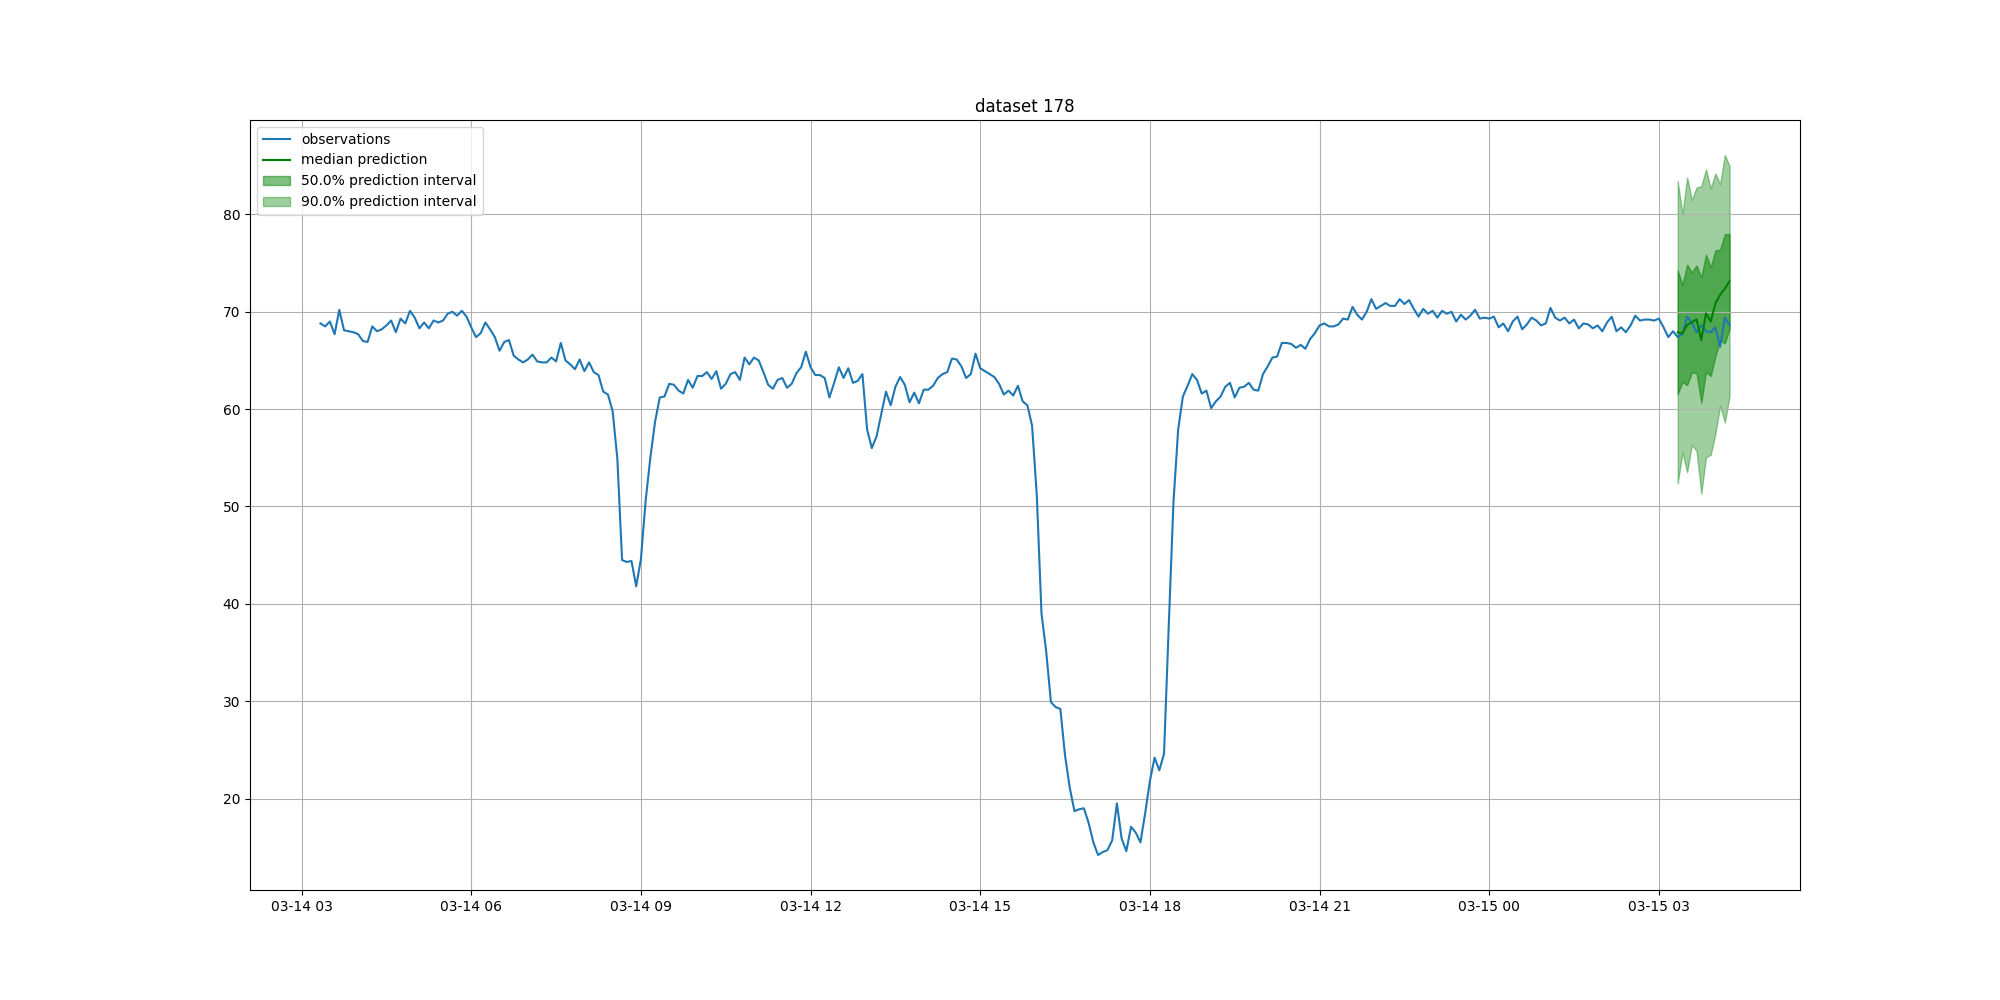 dataset 178
observations
median prediction
50.0% prediction interval
90.0% prediction interval
80
70
60
50
40
30
20
03-14 03 03-14 06 03-14 09 03-14 12 03-14 15 03-14 18 03-14 21 03-15 00 03-15 03